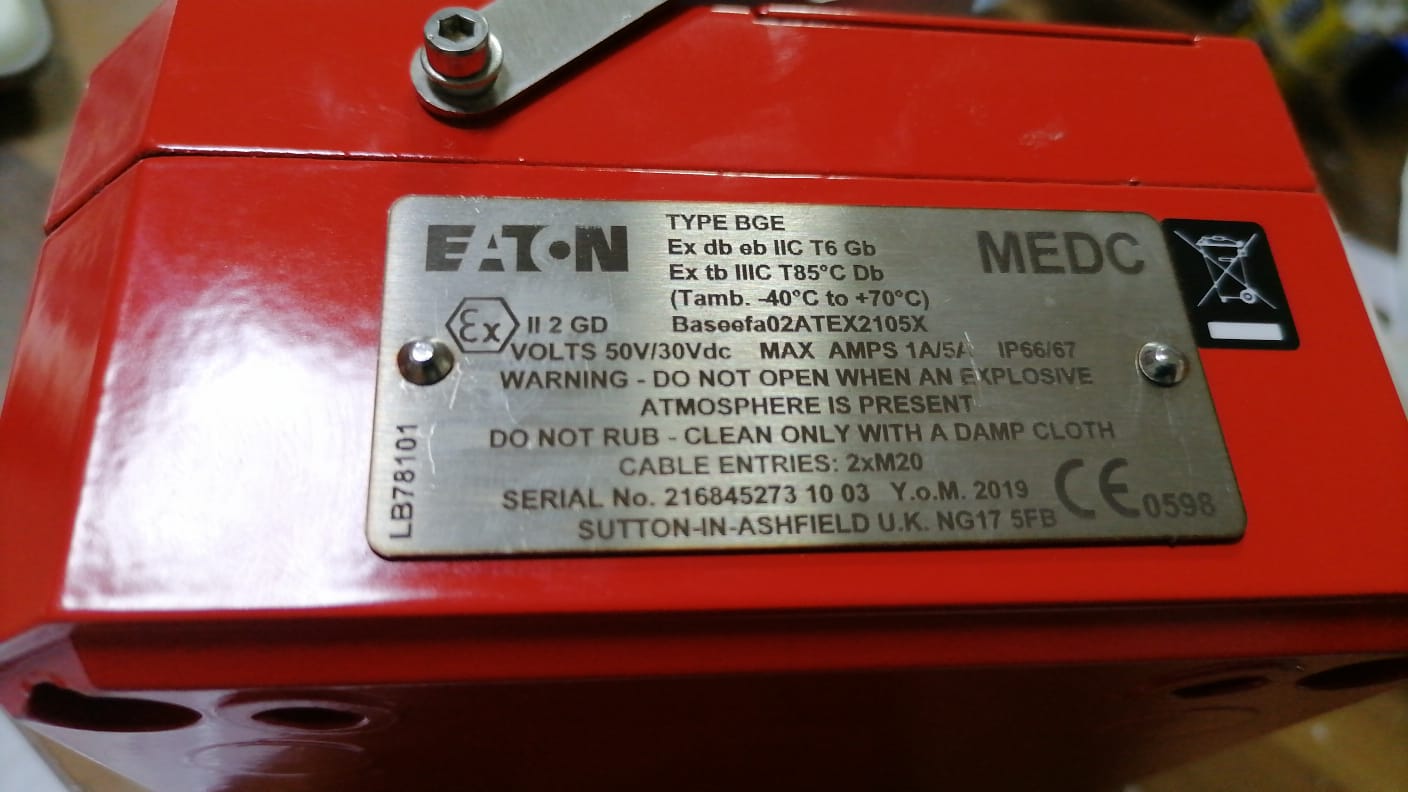 EATON
TYPE BGE
Ex db eb IIC T6 Gb
Ex tb IIIC T85°C Db
(Tamb. -40°C to +70°C)
Baseefa02ATEX2105X
MEDC
Ex II 2 GD
VOLTS 50V/30Vdc MAX AMPS 1A/5A IP66/67
WARNING - DO NOT OPEN WHEN AN EXPLOSIVE
ATMOSPHERE IS PRESENT
DO NOT RUB - CLEAN ONLY WITH A DAMP CLOTH
CABLE ENTRIES: 2xM20
SERIAL No. 216845273 10 03 Y.o.M. 2019
SUTTON-IN-ASHFIELD U.K. NG17 5FB
CE 0598
LB78101